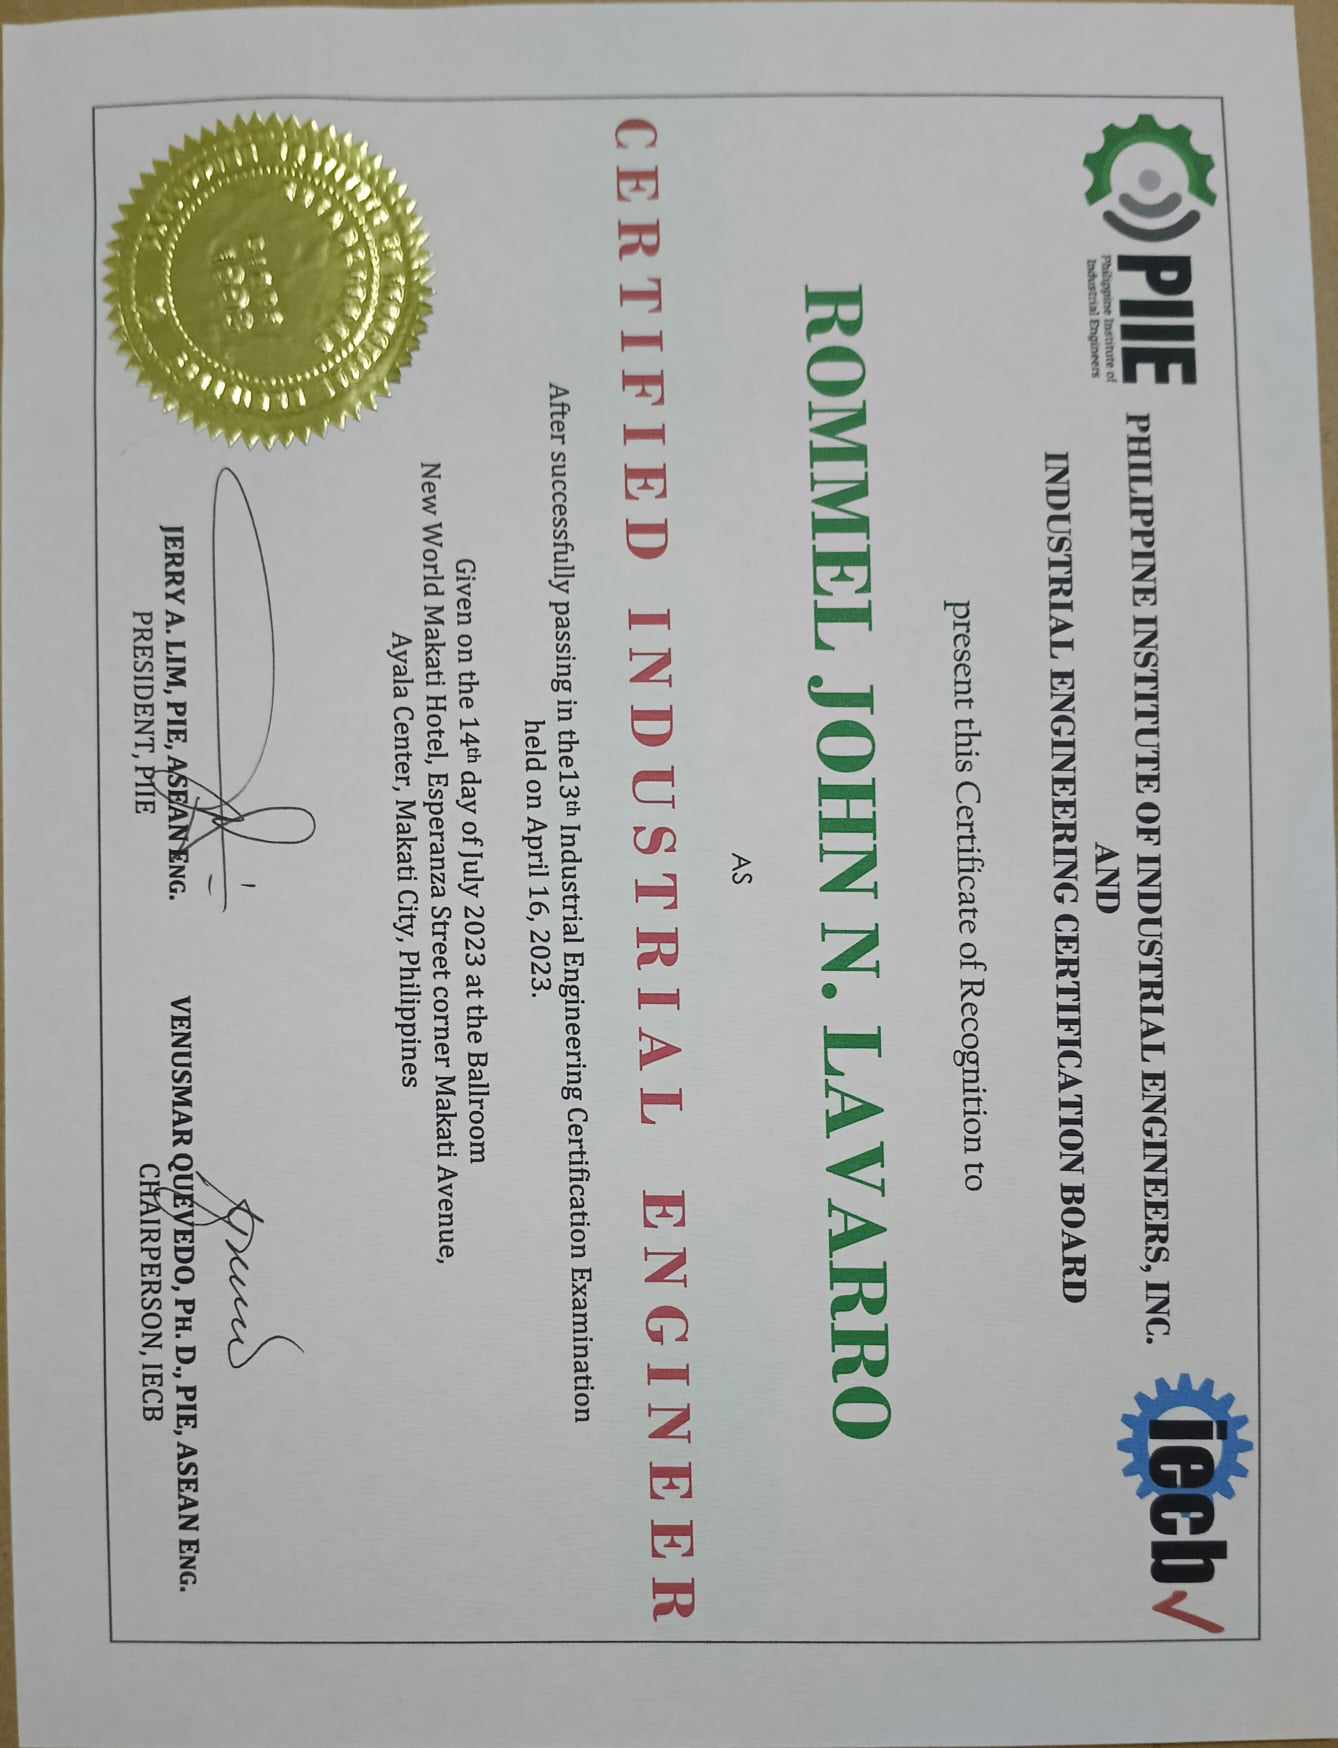 PIIE
Philippine Institute of
Industrial Engineers
iecb
PHILIPPINE INSTITUTE OF INDUSTRIAL ENGINEERS, INC.
AND
INDUSTRIAL ENGINEERING CERTIFICATION BOARD
present this Certificate of Recognition to
ROMMEL JOHN N. LAVARRO
AS
CERTIFIED INDUSTRIAL ENGINEER
After successfully passing in the13th Industrial Engineering Certification Examination
held on April 16, 2023.
Given on the 14th day of July 2023 at the Ballroom
New World Makati Hotel, Esperanza Street corner Makati Avenue,
Ayala Center, Makati City, Philippines
JERRY A. LIM, PIE, ASEAN ENG.
PRESIDENT, PIIE
VENUSMAR QUEVEDO, PH. D., PIE, ASEAN ENG.
CHAIRPERSON, IECB